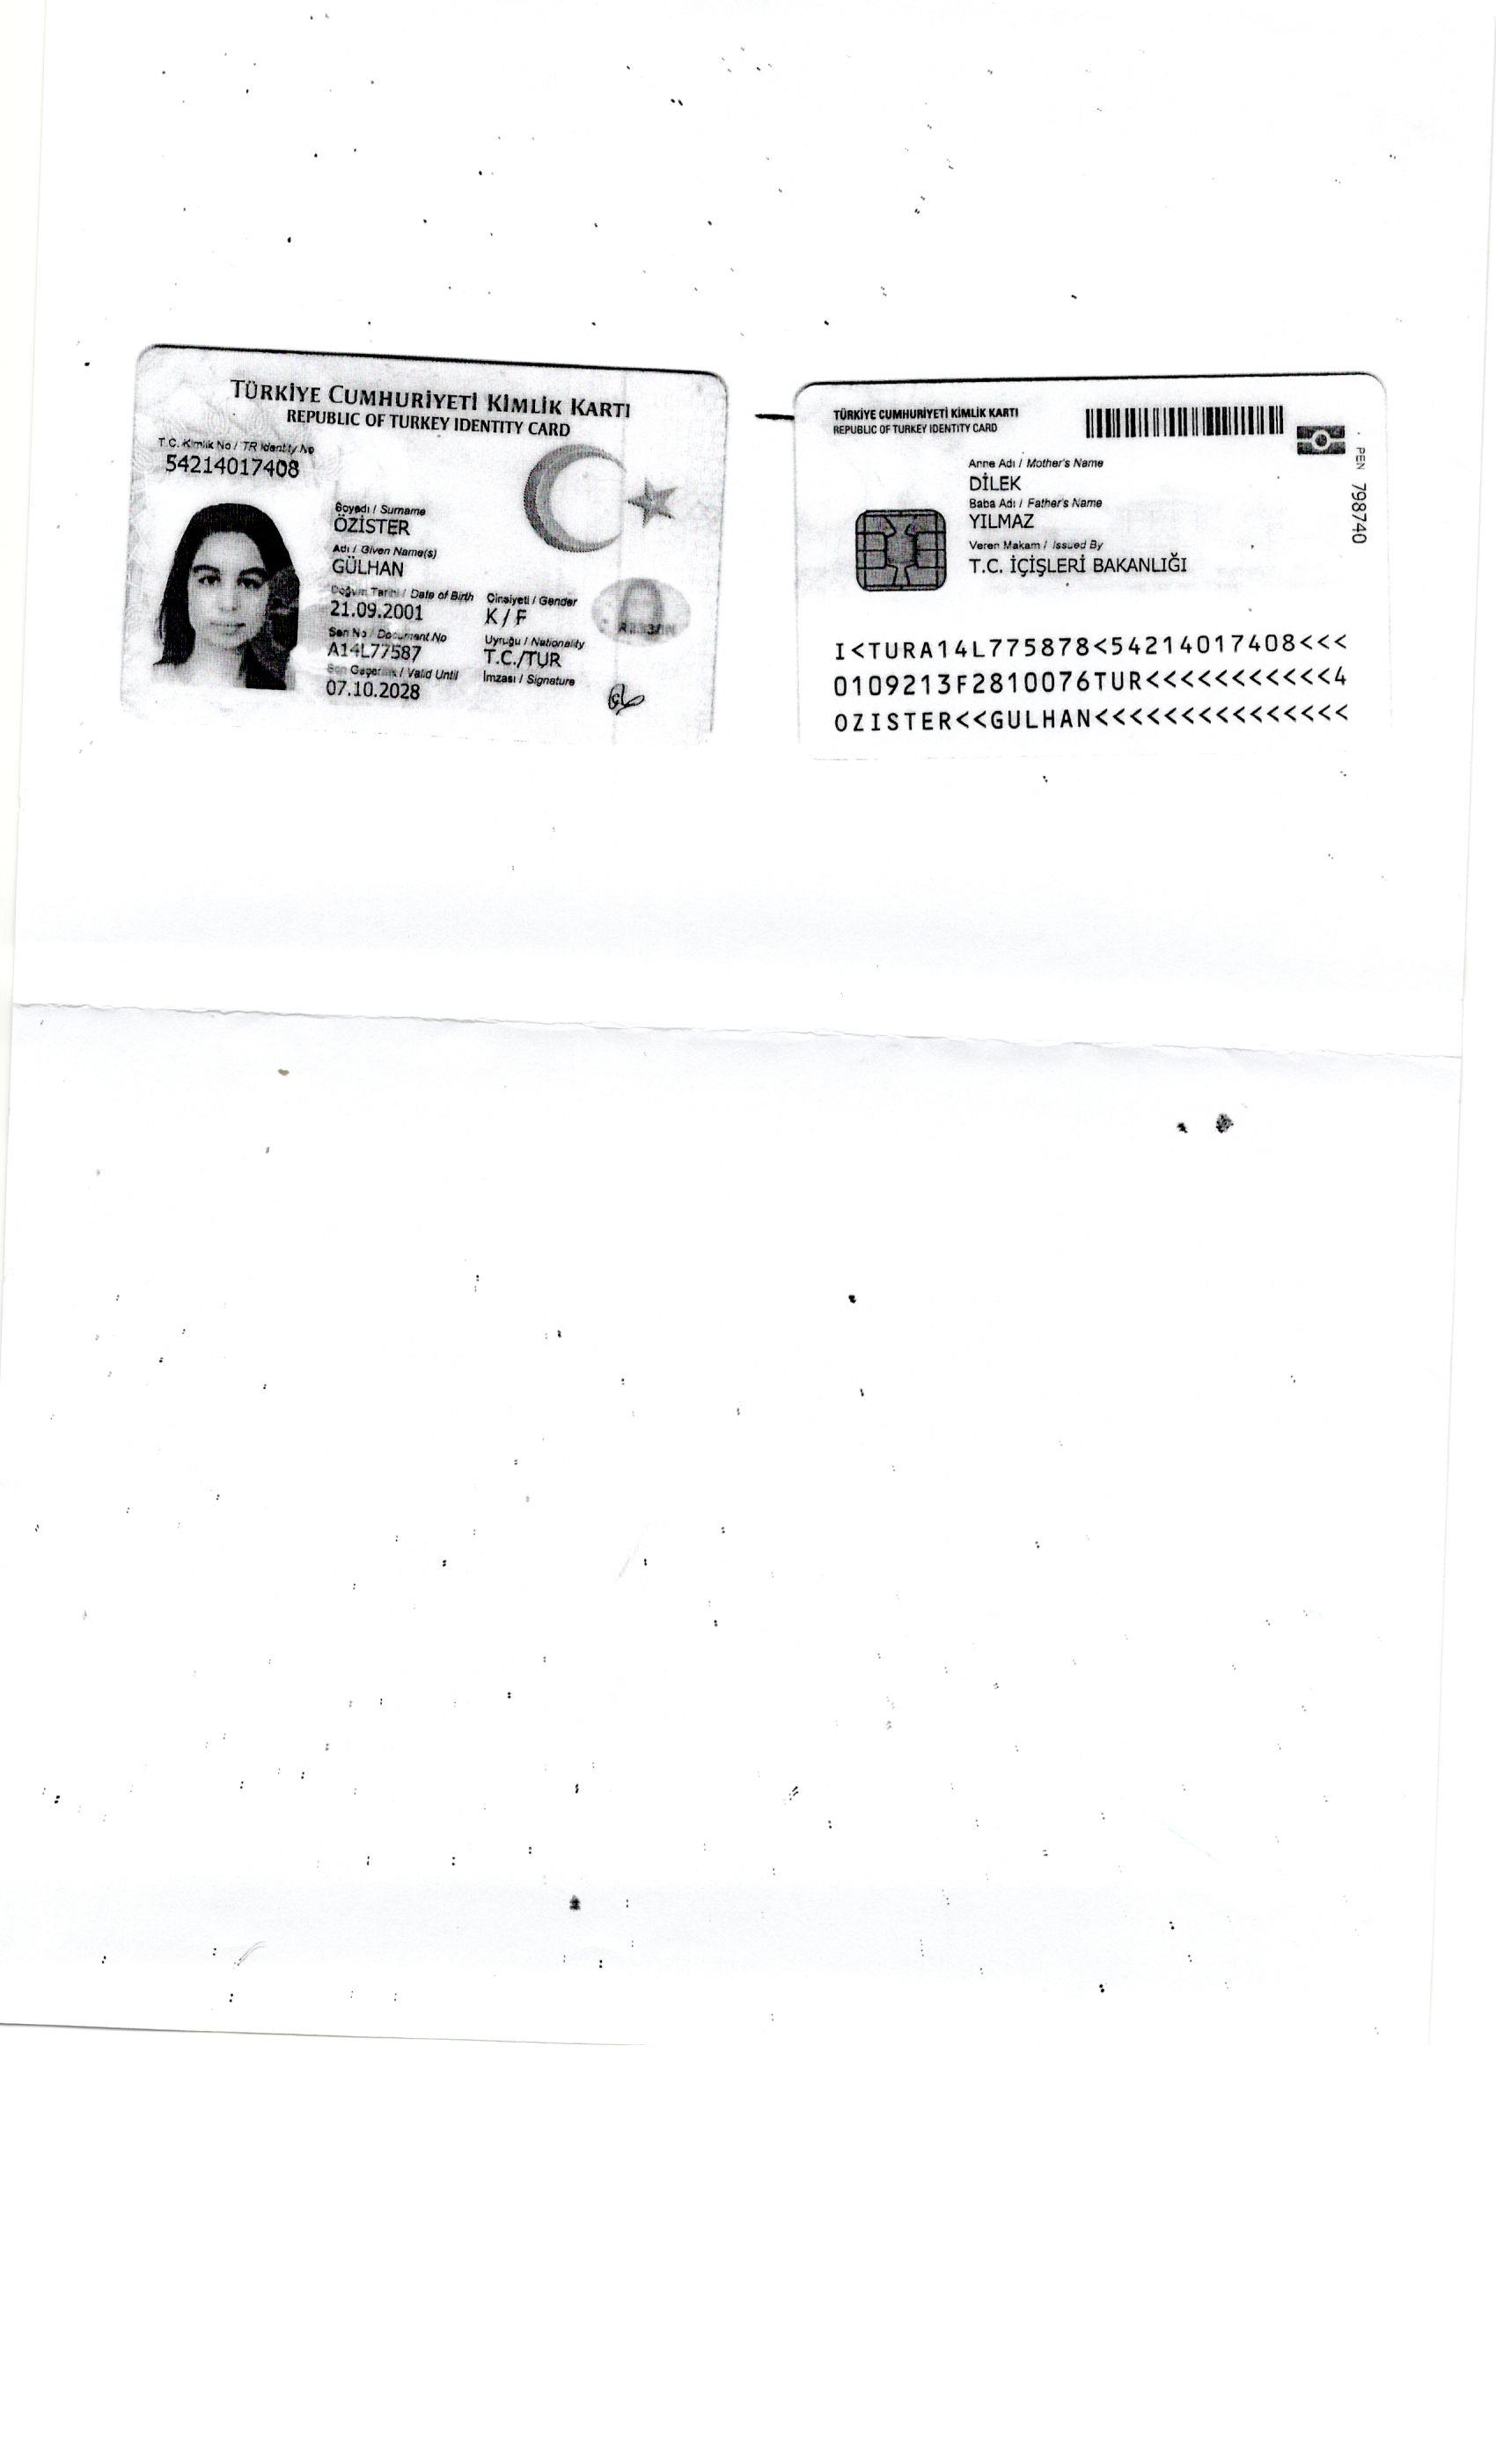 TÜRKİYE CUMHURİYETİ KİMLİK KARTI
REPUBLIC OF TURKEY IDENTITY CARD
T.C. Kimlik No / TR Identity No
54214017408
Soyadı / Surname
ÖZİSTER
Adı / Given Name(s)
GÜLHAN
Doğum Tarihi / Date of Birth Cinsiyeti / Gender
21.09.2001 K / F
Seri No / Document No Uyruğu / Nationality
A14L77587 T.C./TUR
Son Geçerlilik / Valid Until İmzası / Signature
07.10.2028
TÜRKİYE CUMHURİYETİ KİMLİK KARTI
REPUBLIC OF TURKEY IDENTITY CARD
Anne Adı / Mother's Name
DİLEK
Baba Adı / Father's Name
YILMAZ
Veren Makam / Issued By
T.C. İÇİŞLERİ BAKANLIĞI
PEN 798740
I<TURA14L775878<54214017408<<<
0109213F2810076TUR<<<<<<<<<<<4
OZISTER<<GULHAN<<<<<<<<<<<<<<<